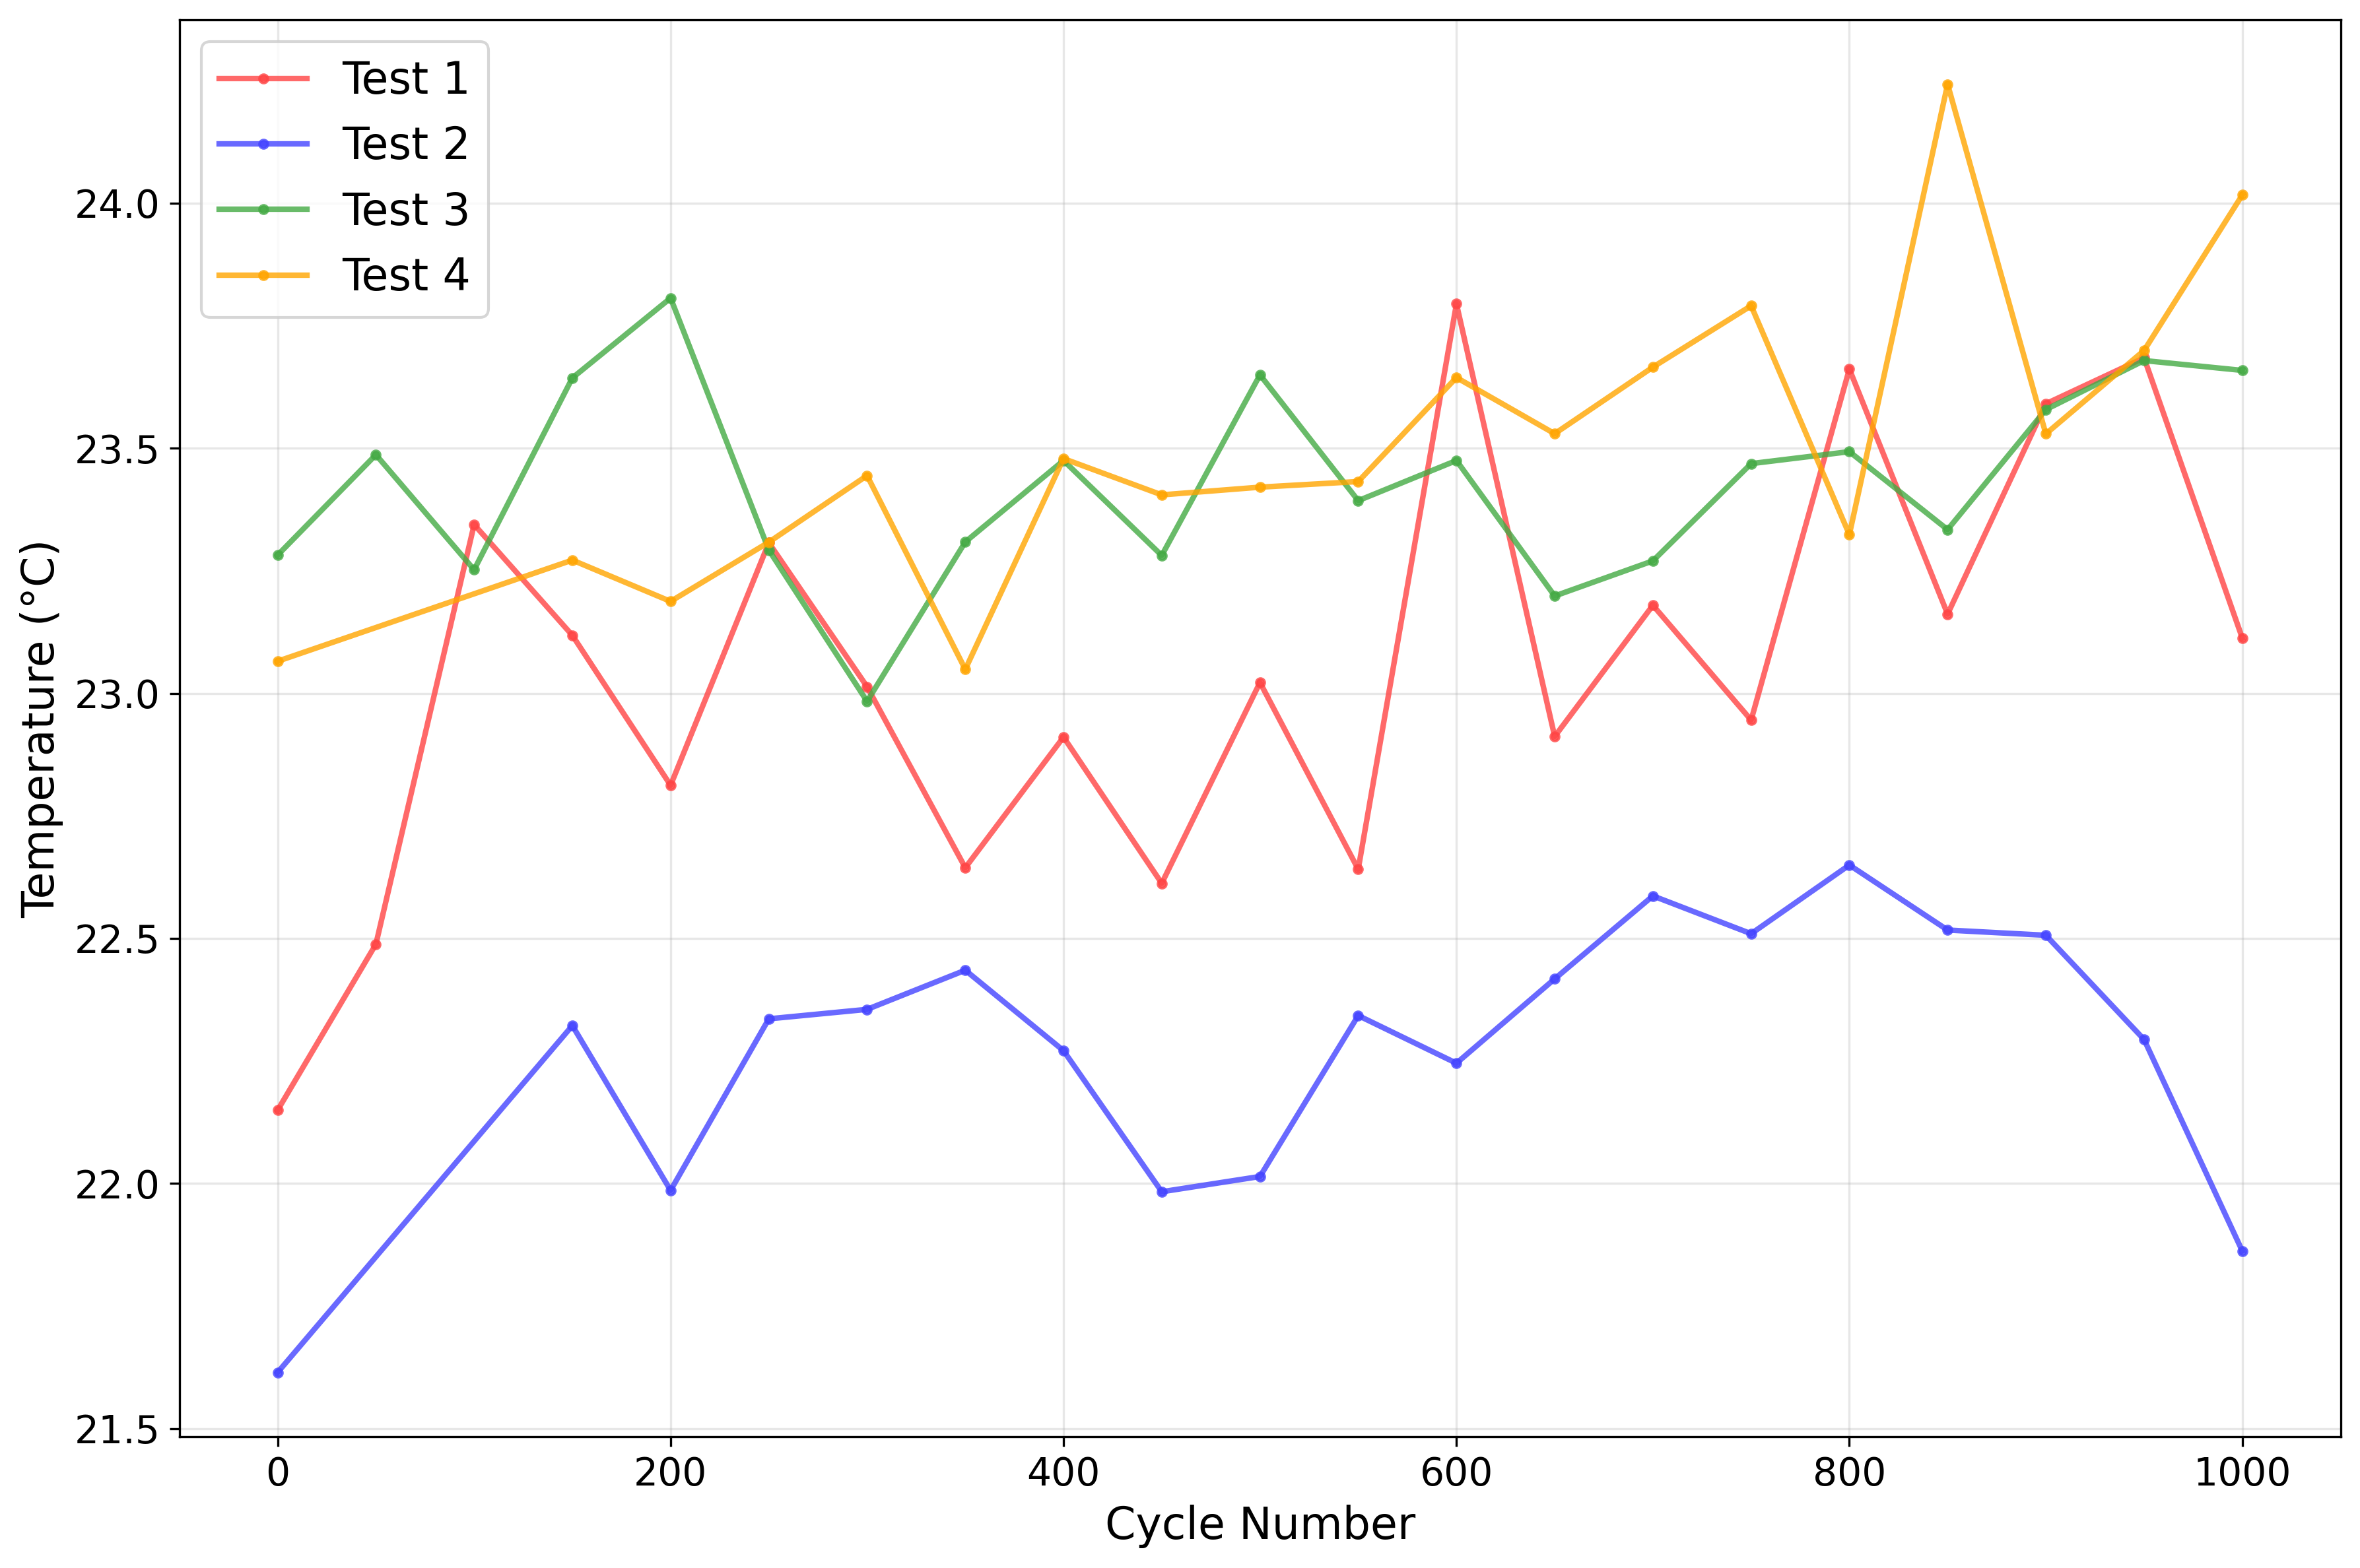 Test 1
Test 2
Test 3
Test 4
24.0
23.5
23.0
22.5
22.0
21.5
Temperature (°C)
0 200 400 600 800 1000
Cycle Number